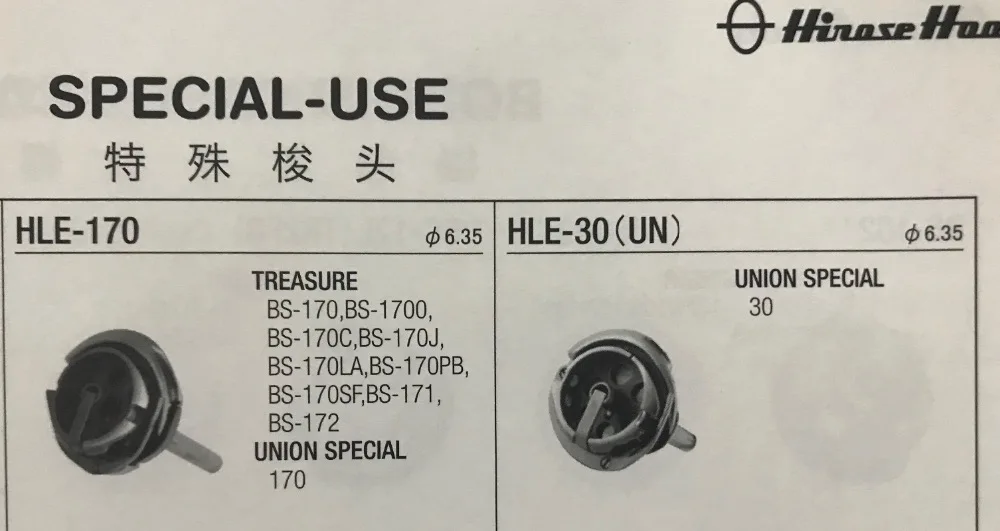 Hirose
SPECIAL-USE
特殊梭头
HLE-170
φ6.35
TREASURE
BS-170,BS-1700,
BS-170C,BS-170J,
BS-170LA,BS-170PB,
BS-170SF,BS-171,
BS-172
UNION SPECIAL
170
HLE-30(UN)
φ6.35
UNION SPECIAL
30